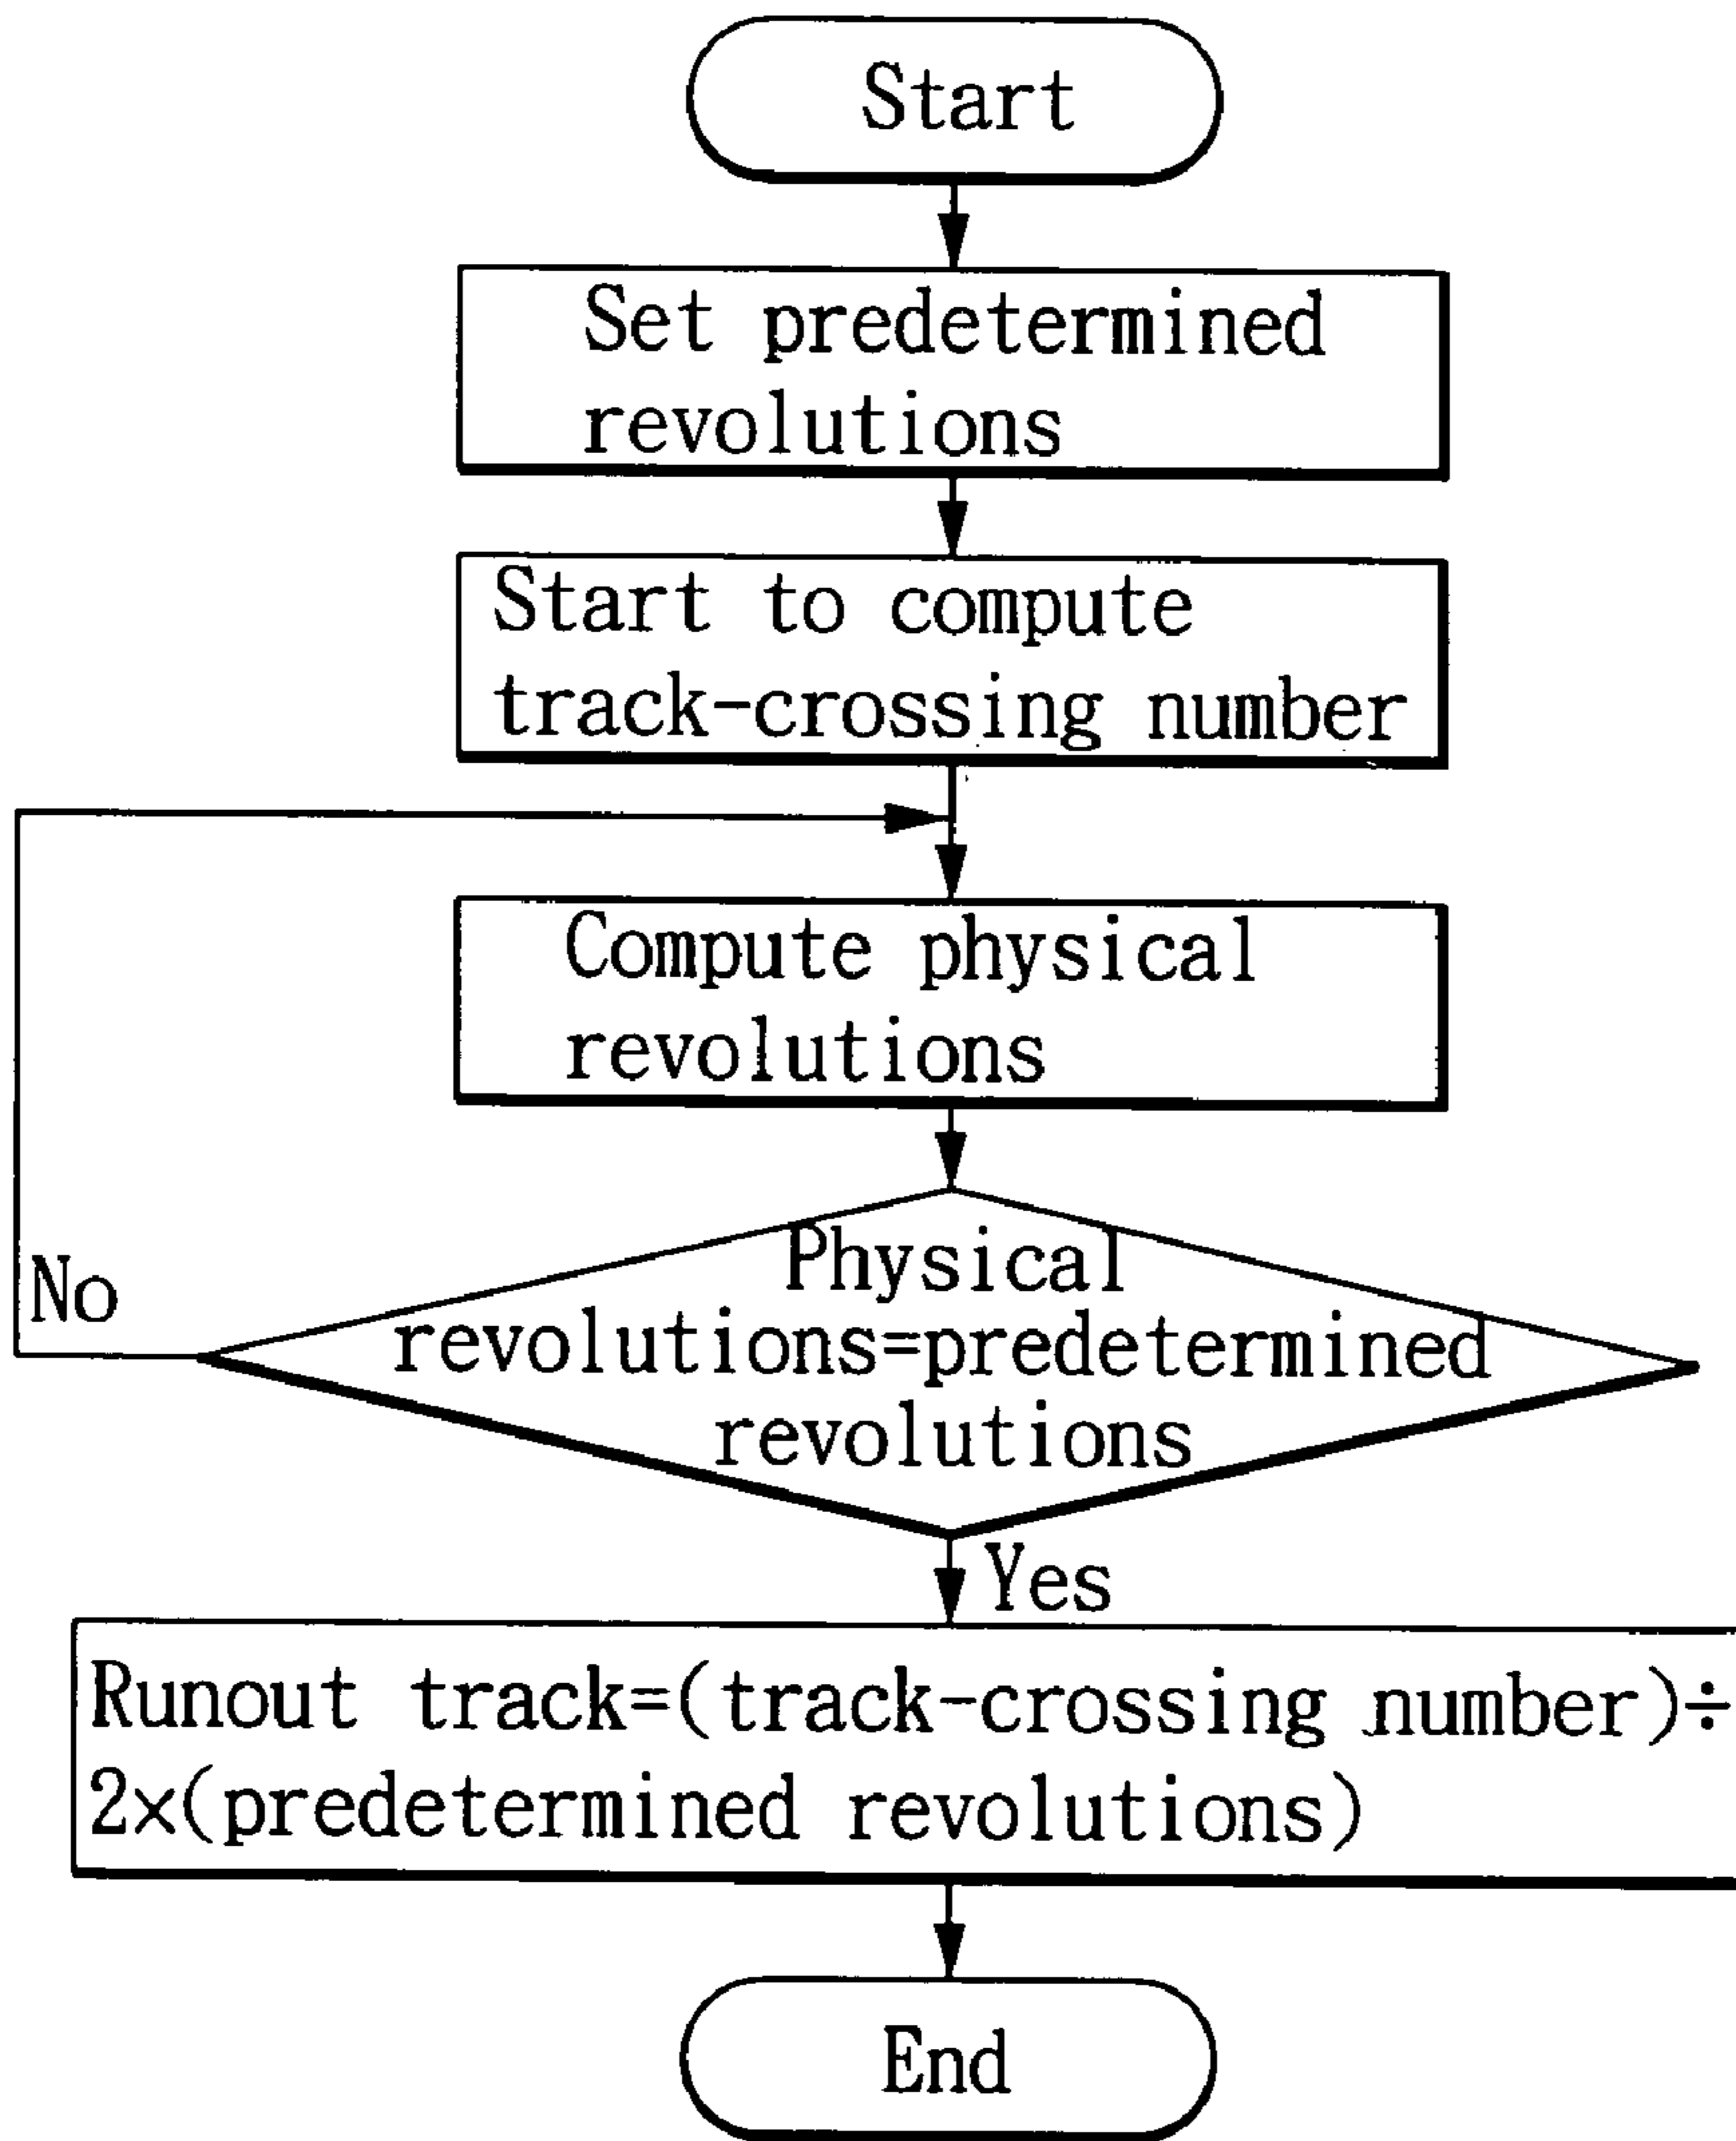 Start
Set predetermined
revolutions
Start to compute
track-crossing number
Compute physical
revolutions
Physical
revolutions=predetermined
revolutions
No
Yes
Runout track=(track-crossing number)÷
2×(predetermined revolutions)
End